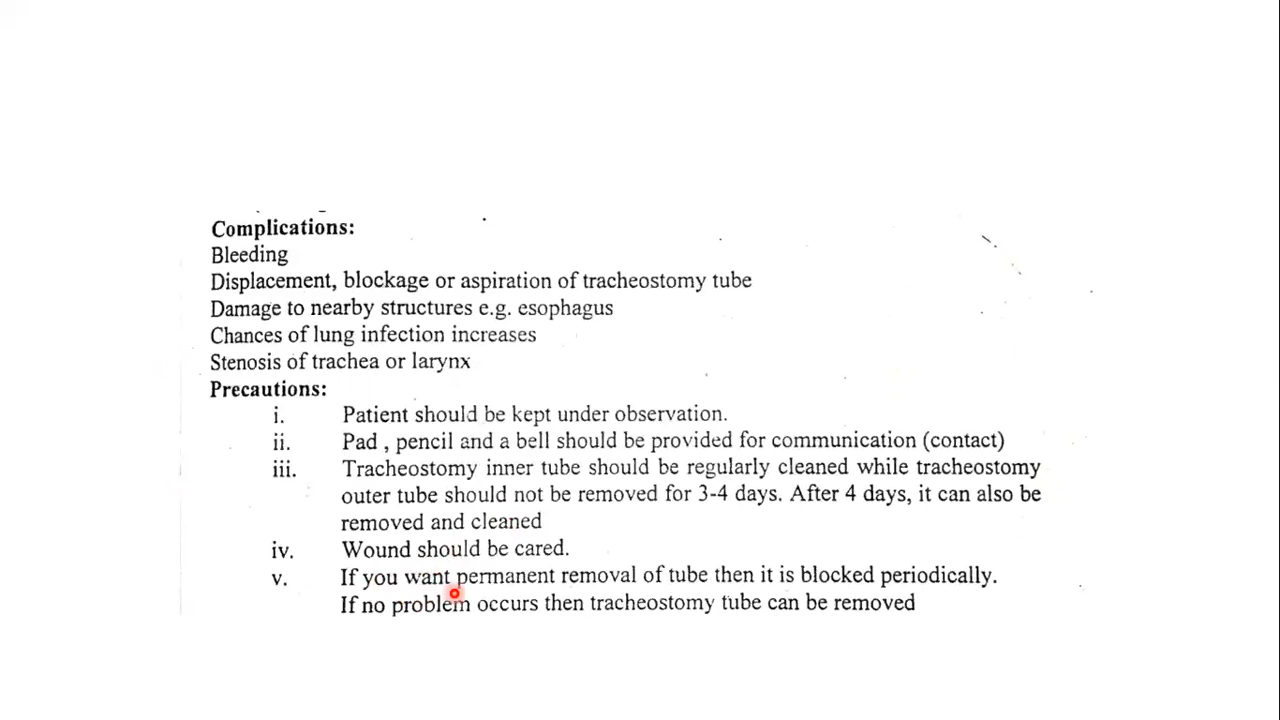 Complications:
Bleeding
Displacement, blockage or aspiration of tracheostomy tube
Damage to nearby structures e.g. esophagus
Chances of lung infection increases
Stenosis of trachea or larynx
Precautions:
i. Patient should be kept under observation.
ii. Pad , pencil and a bell should be provided for communication (contact)
iii. Tracheostomy inner tube should be regularly cleaned while tracheostomy
outer tube should not be removed for 3-4 days. After 4 days, it can also be
removed and cleaned
iv. Wound should be cared.
v. If you want permanent removal of tube then it is blocked periodically.
If no problem occurs then tracheostomy tube can be removed